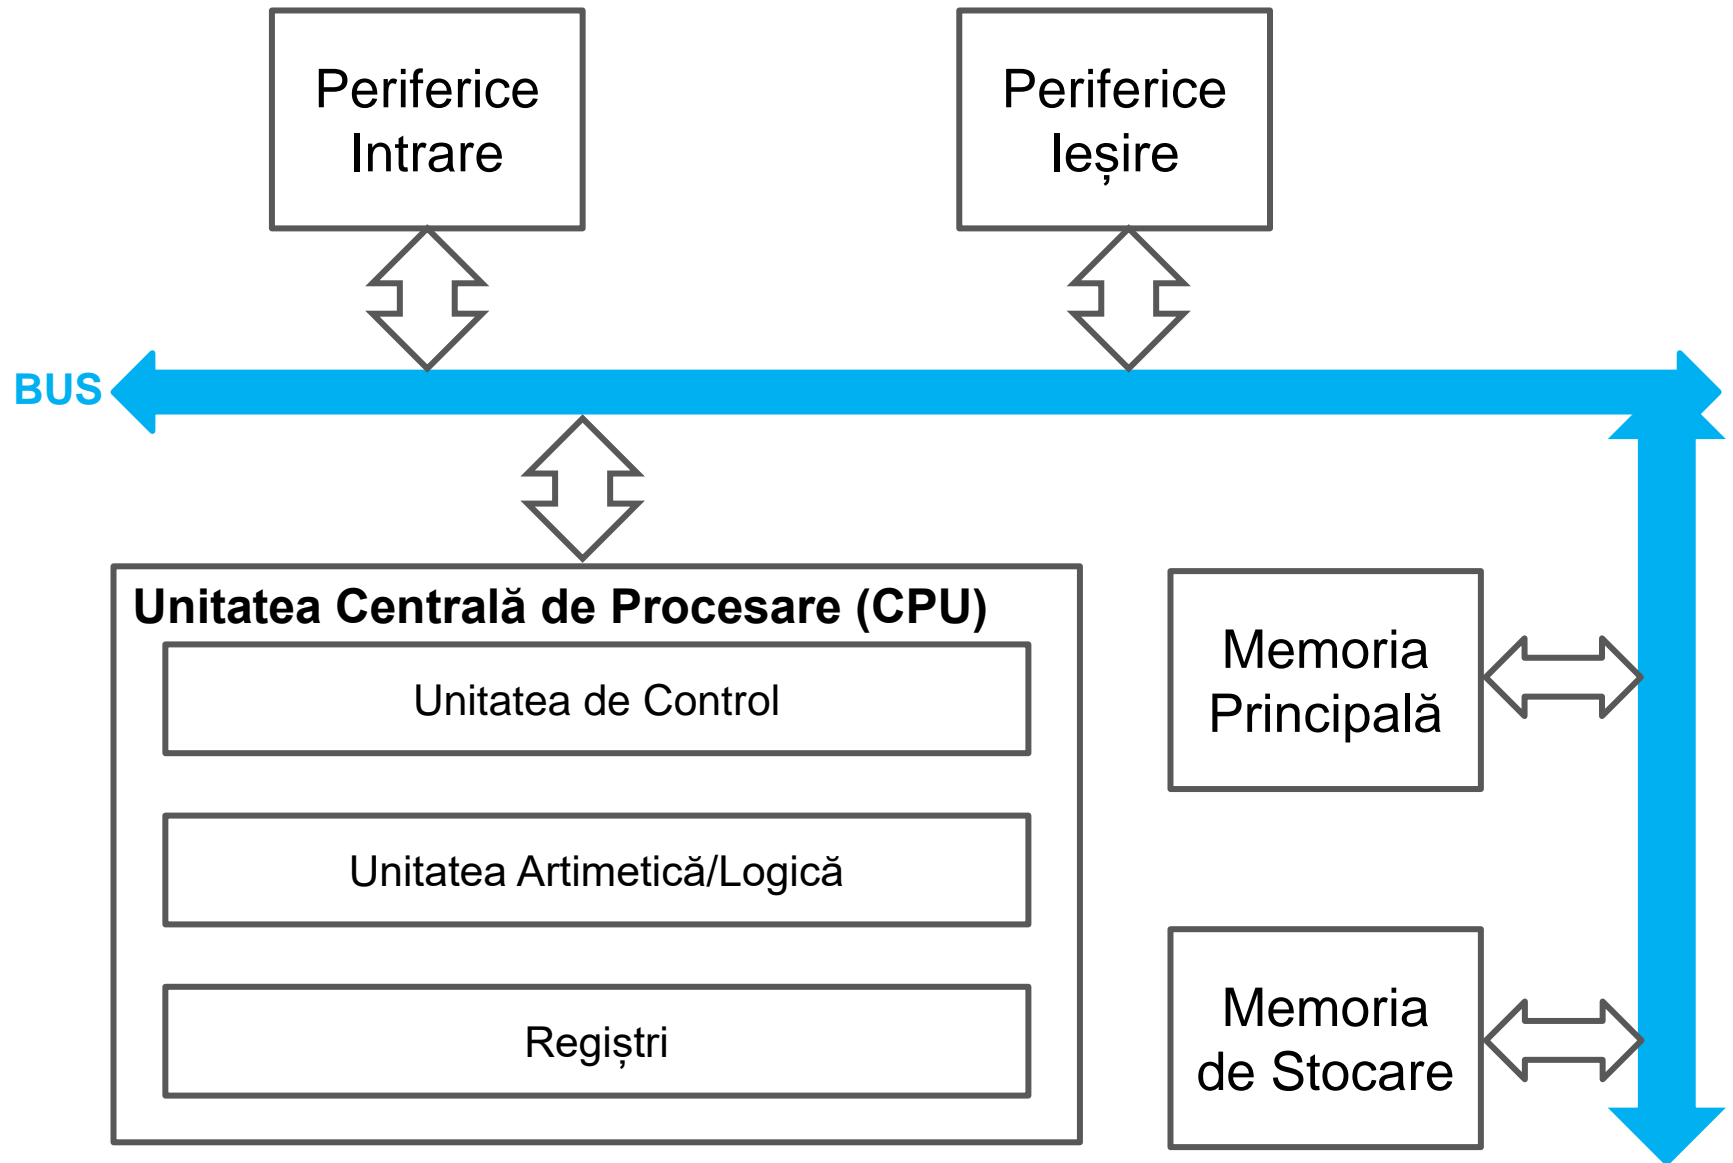 Periferice
Intrare
Periferice
Ieșire
BUS
Unitatea Centrală de Procesare (CPU)
Unitatea de Control
Unitatea Artimetică/Logică
Regiștri
Memoria
Principală
Memoria
de Stocare